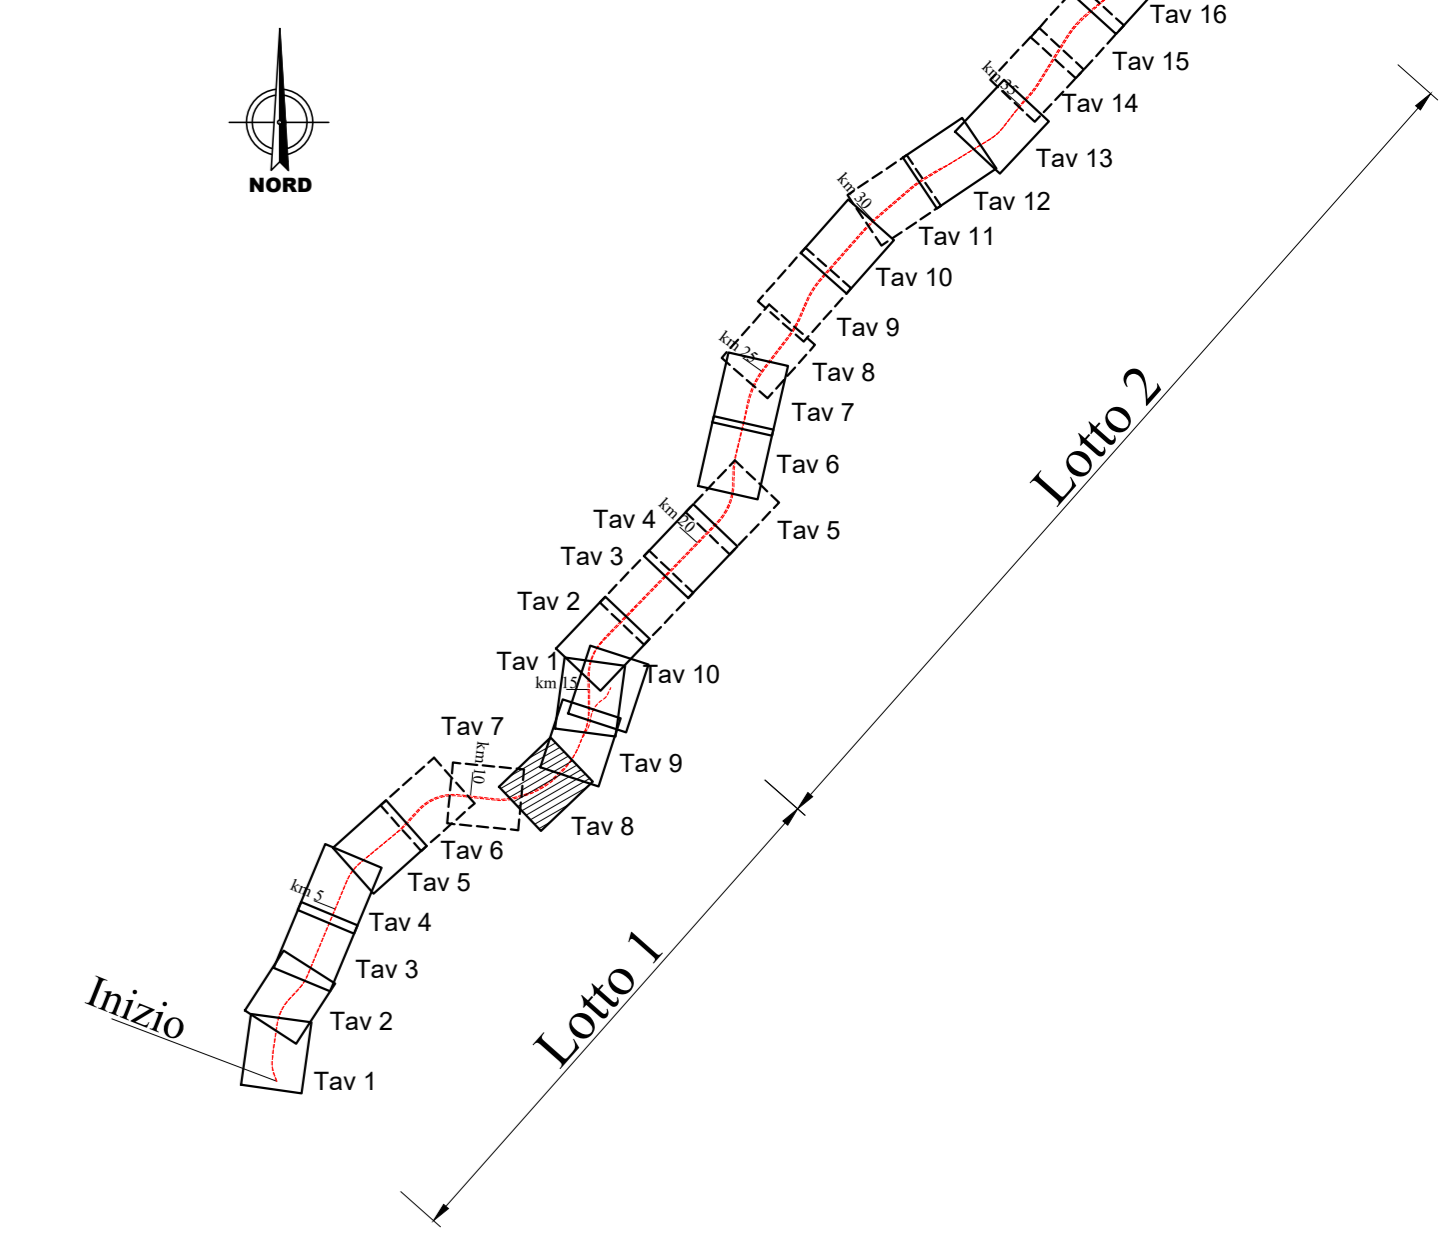 Tav 16
Tav 15
km 35
Tav 14
Tav 13
NORD
km 30
Tav 12
Tav 11
Tav 10
Tav 9
km 25
Tav 8
Tav 7
Lotto 2
Tav 6
Tav 4
km 20
Tav 5
Tav 3
Tav 2
Tav 1
Tav 10
km 15
Tav 7
km 10
Tav 9
Tav 8
Tav 6
Tav 5
km 5
Tav 4
Tav 3
Lotto 1
Inizio
Tav 2
Tav 1